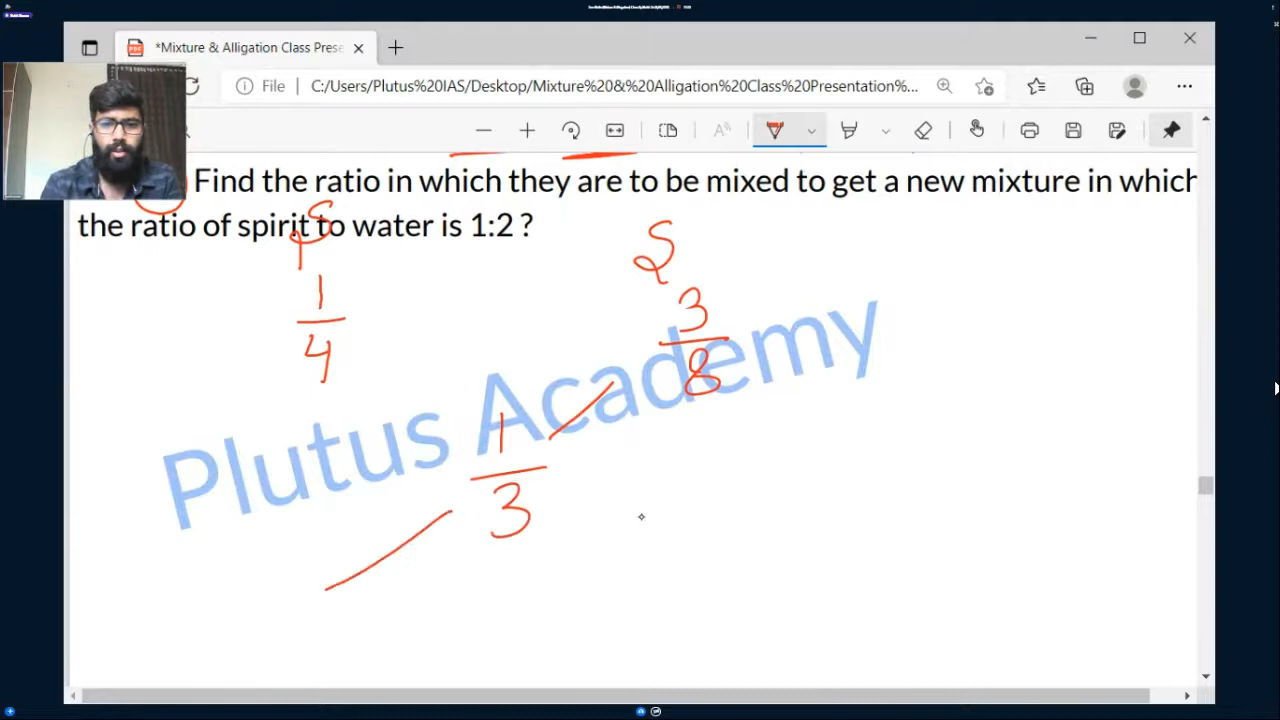 *Mixture & Alligation Class Prese
File C:/Users/Plutus%20IAS/Desktop/Mixture%20&%20Alligation%20Class%20Presentation%...
Find the ratio in which they are to be mixed to get a new mixture in which
the ratio of spirit to water is 1:2 ?
S S
1
4
3
8
1
3
Plutus Academy